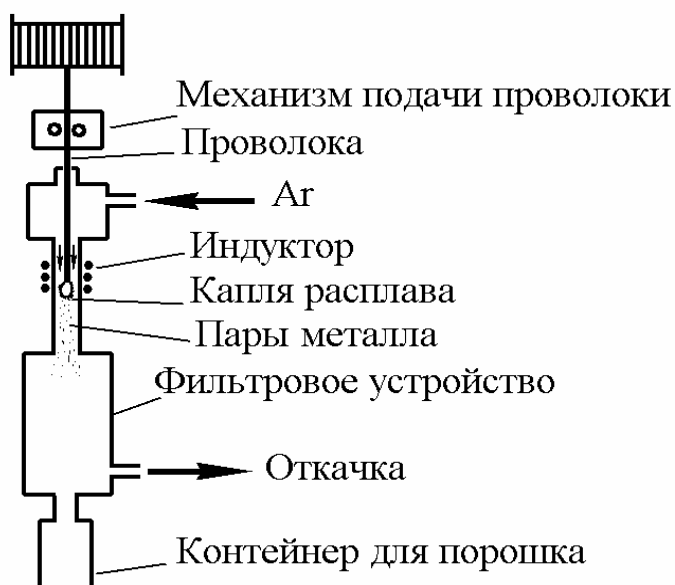 Механизм подачи проволоки
Проволока
Ar
Индуктор
Капля расплава
Пары металла
Фильтровое устройство
Откачка
Контейнер для порошка